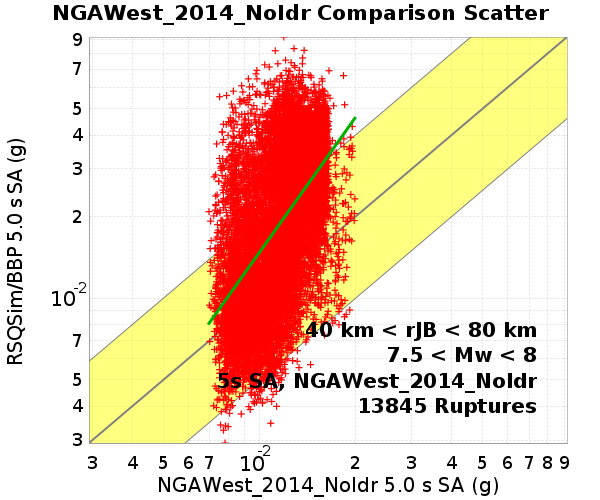 NGAWest_2014_NoIdr Comparison Scatter
RSQSim/BBP 5.0 s SA (g)
9
7
5
4
3
2
10-2
7
5
4
3
40 km < rJB < 80 km
7.5 < Mw < 8
5s SA, NGAWest_2014_NoIdr
13845 Ruptures
3 4 5 6 7 10-2 2 3 4 5 6 7 8 9
NGAWest_2014_NoIdr 5.0 s SA (g)